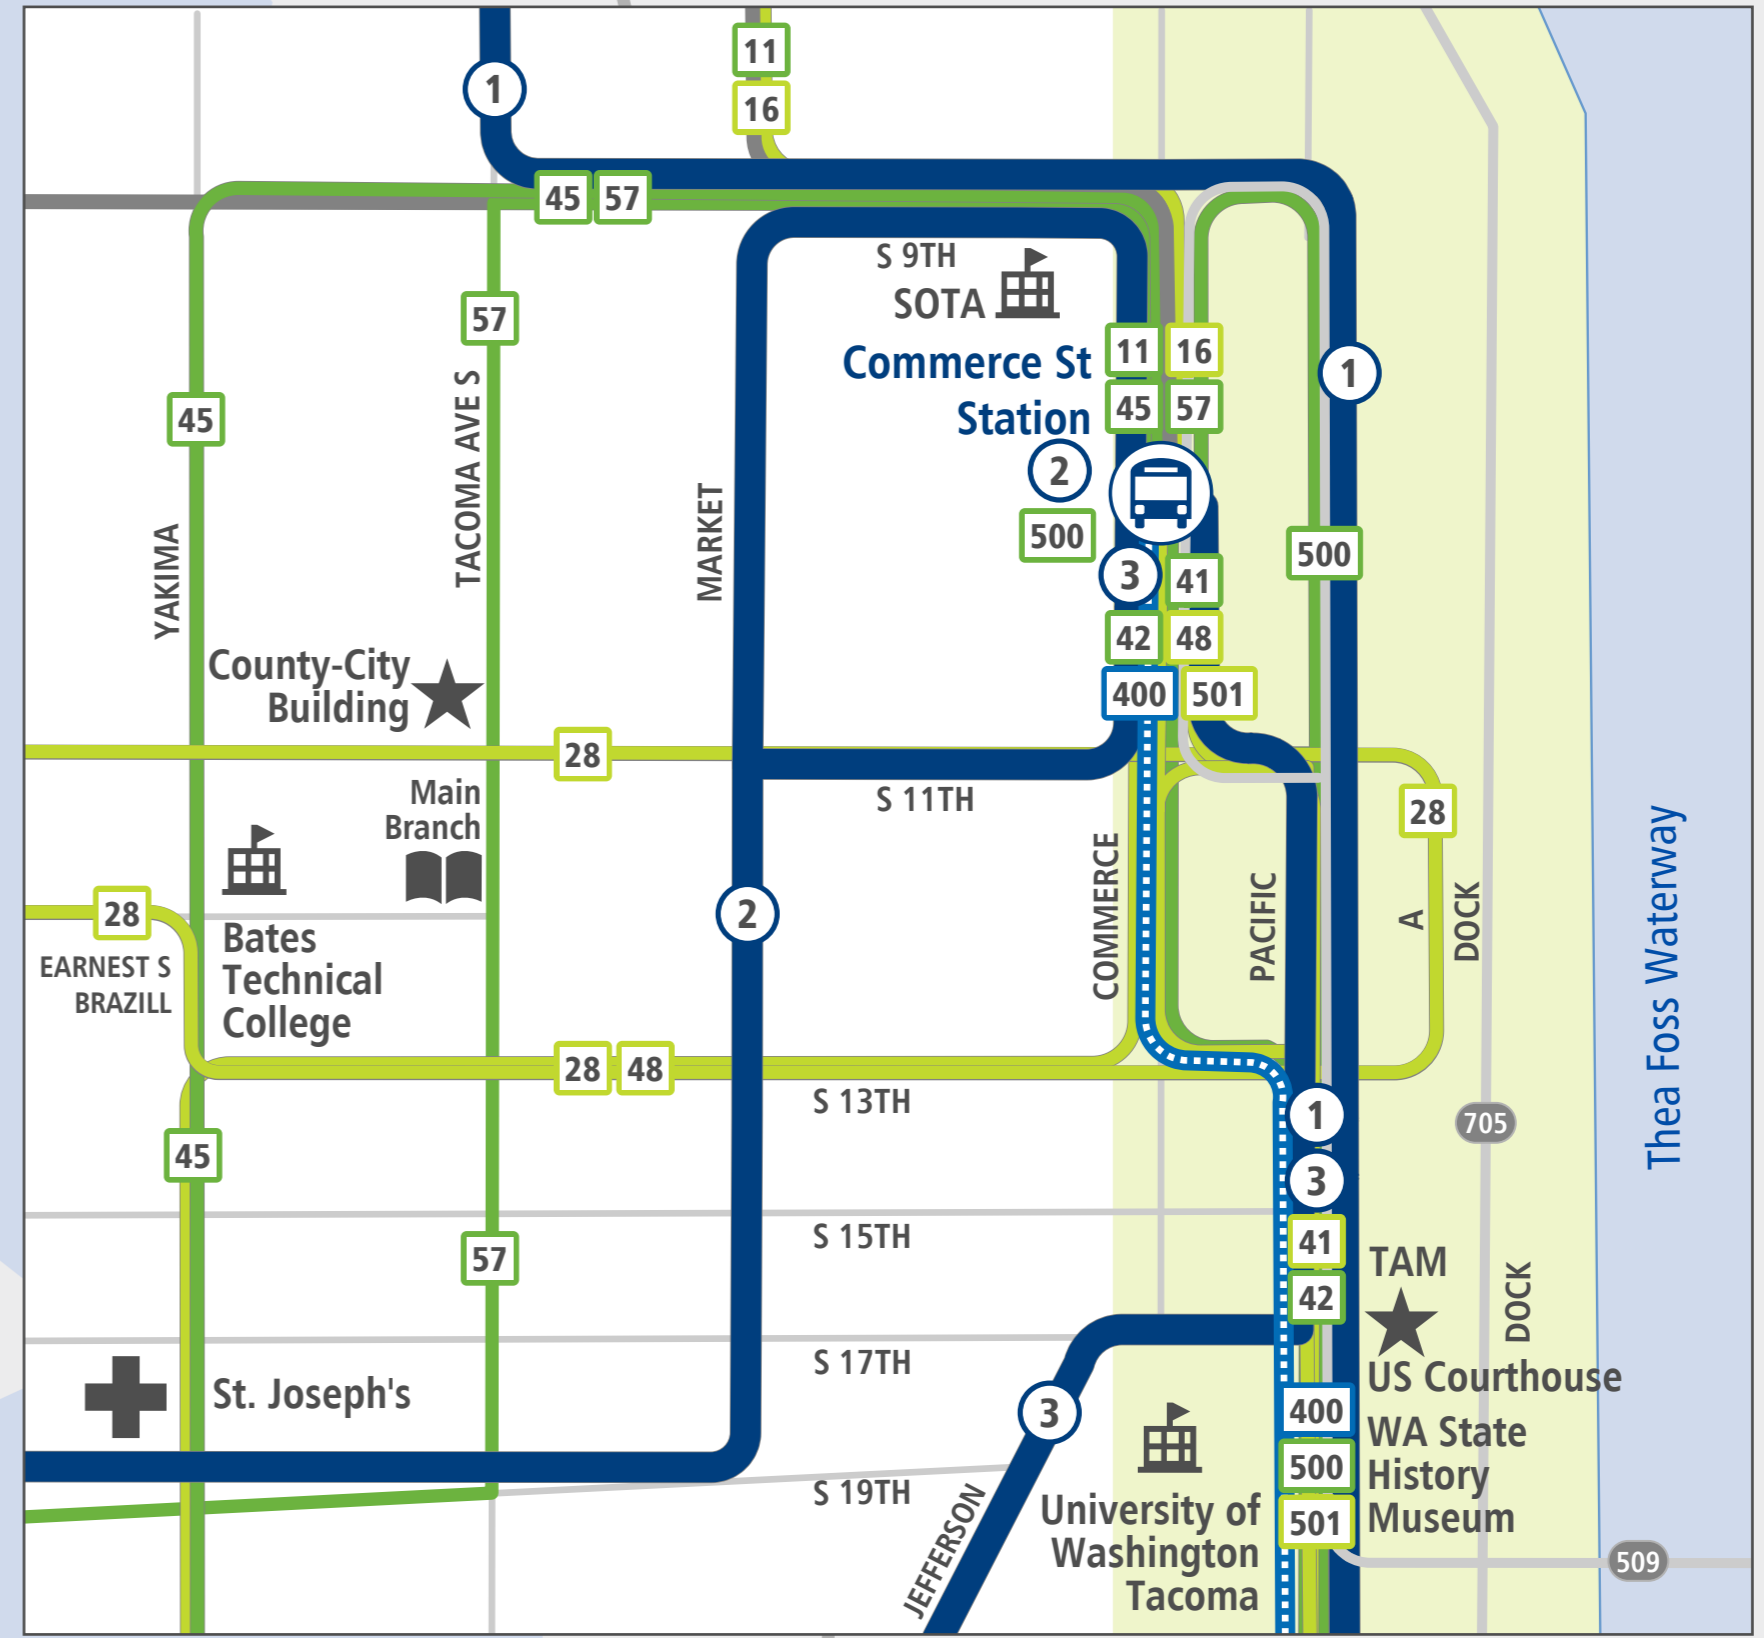 11
1
16
45 57
S 9TH
SOTA
57
11 16
Commerce St
Station
1
45
45 57
TACOMA AVE S
2
MARKET
500
500
YAKIMA
3 41
42 48
County-City
Building
400 501
28
Main
Branch
S 11TH
28
Thea Foss Waterway
28
2
COMMERCE
PACIFIC
A
DOCK
Bates
Technical
College
EARNEST S
BRAZILL
28 48
S 13TH
1
705
45
3
S 15TH
41
57
TAM
42
DOCK
S 17TH
US Courthouse
St. Joseph's
3
400
WA State
History
Museum
500
S 19TH
501
University of
Washington
Tacoma
JEFFERSON
509